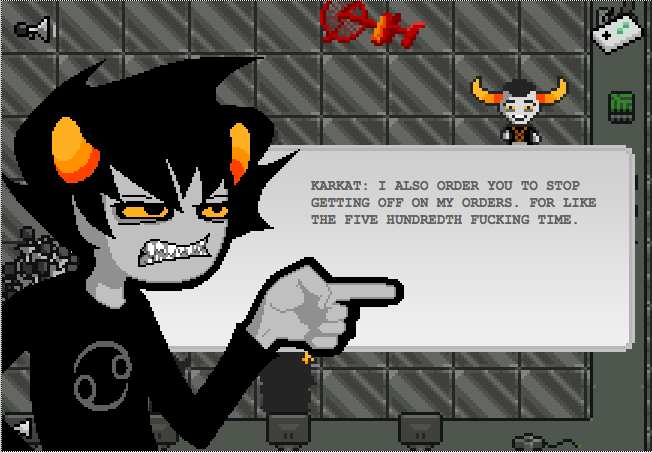 KARKAT: I ALSO ORDER YOU TO STOP
GETTING OFF ON MY ORDERS. FOR LIKE
THE FIVE HUNDREDTH FUCKING TIME.